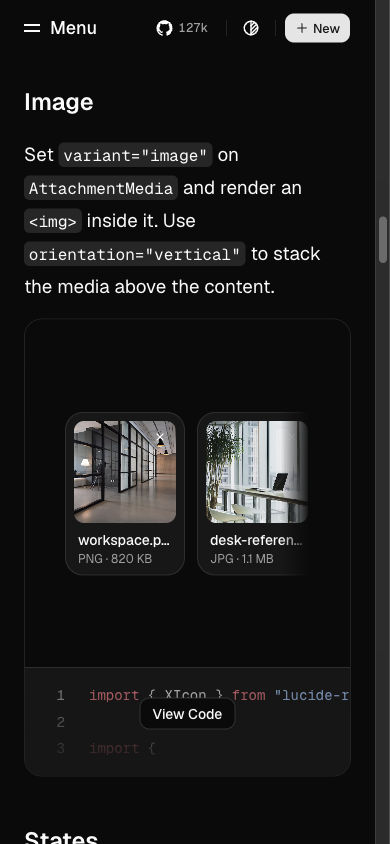 Menu 127k + New
Image
Set variant="image" on
AttachmentMedia and render an
<img> inside it. Use
orientation="vertical" to stack
the media above the content.
workspace.p... desk-referen...
PNG · 820 KB JPG · 1.1 MB
1 import { XIcon } from "lucide-r
2
View Code
3 import {
States